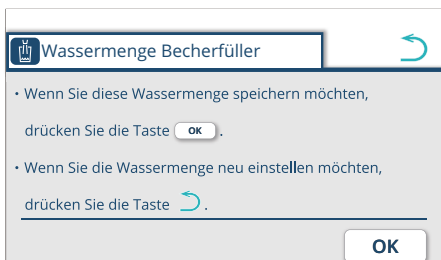 Wassermenge Becherfüller
• Wenn Sie diese Wassermenge speichern möchten,
drücken Sie die Taste OK .
• Wenn Sie die Wassermenge neu einstellen möchten,
drücken Sie die Taste .
OK